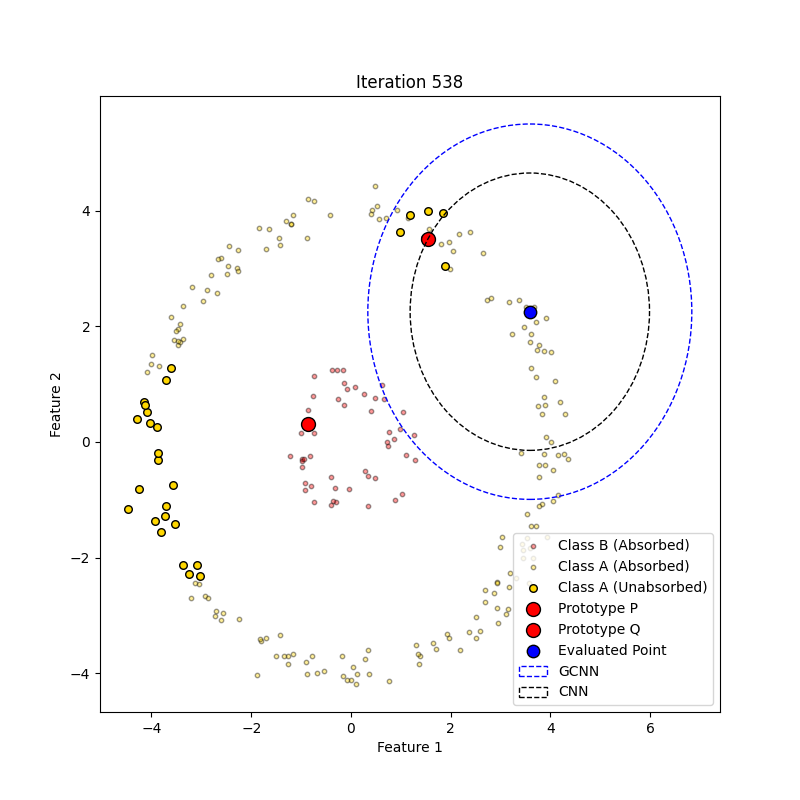 Iteration 538
Feature 2
4
2
0
−2
−4
−4
−2
0
2
4
6
Feature 1
Class B (Absorbed)
Class A (Absorbed)
Class A (Unabsorbed)
Prototype P
Prototype Q
Evaluated Point
GCNN
CNN